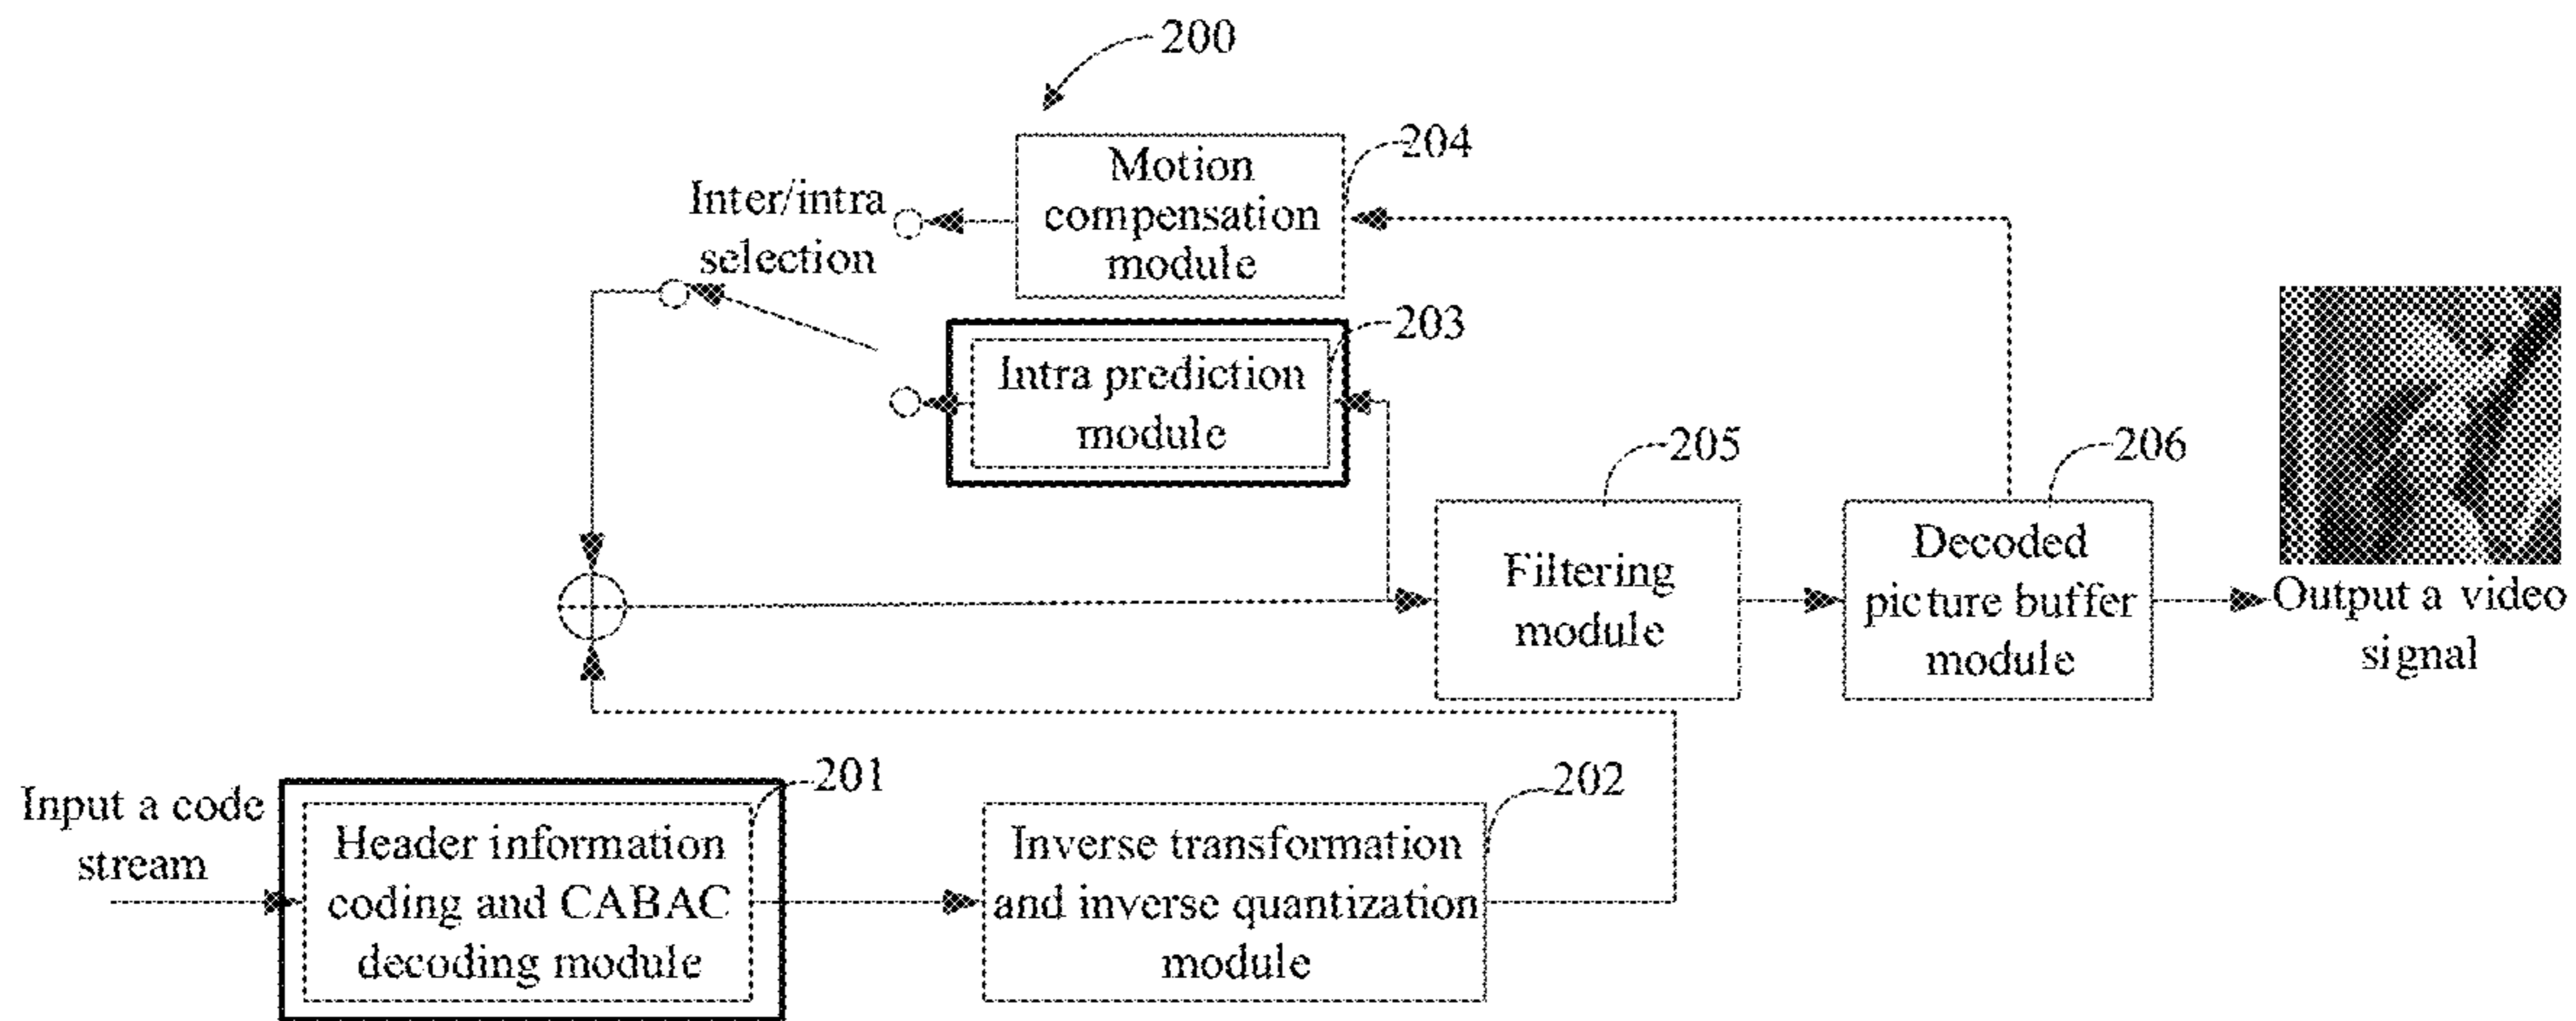 200
204
Motion
compensation
module
Inter/intra
selection
203
Intra prediction
module
205
206
Filtering
module
Decoded
picture buffer
module
Output a video
signal
Input a code
stream
201
Header information
coding and CABAC
decoding module
202
Inverse transformation
and inverse quantization
module